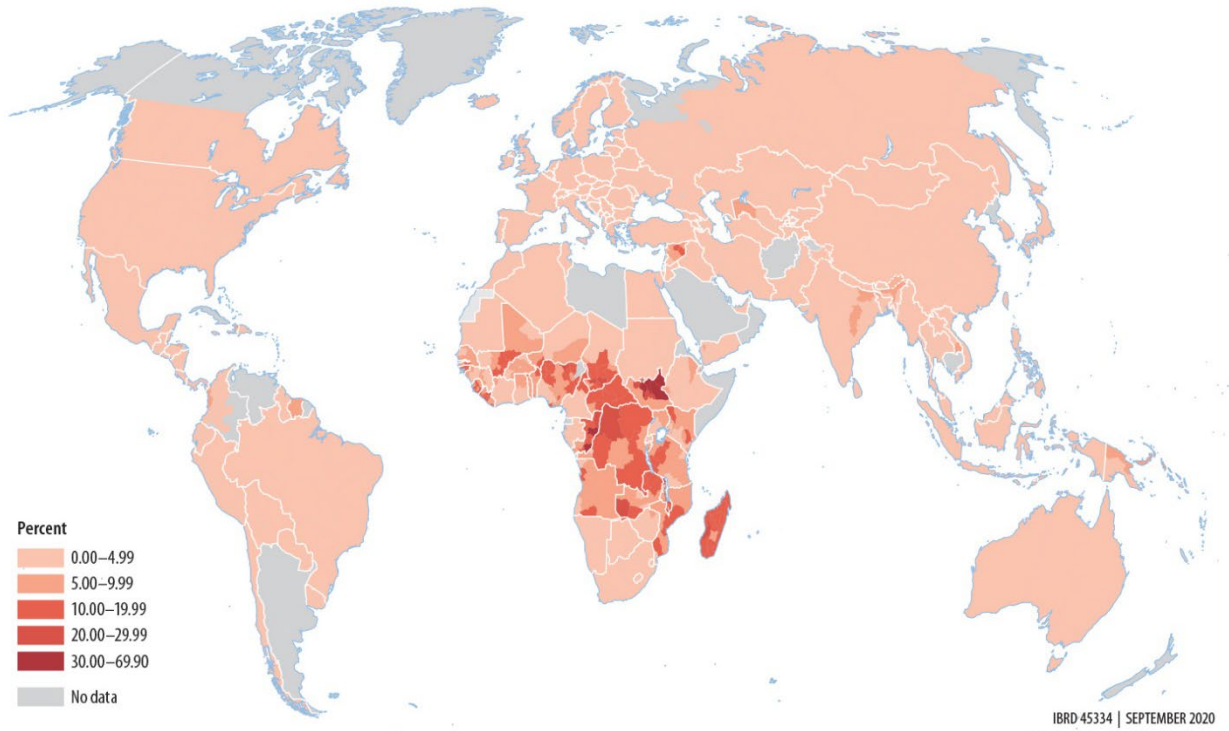 Percent
0.00–4.99
5.00–9.99
10.00–19.99
20.00–29.99
30.00–69.90
No data
IBRD 45334 | SEPTEMBER 2020